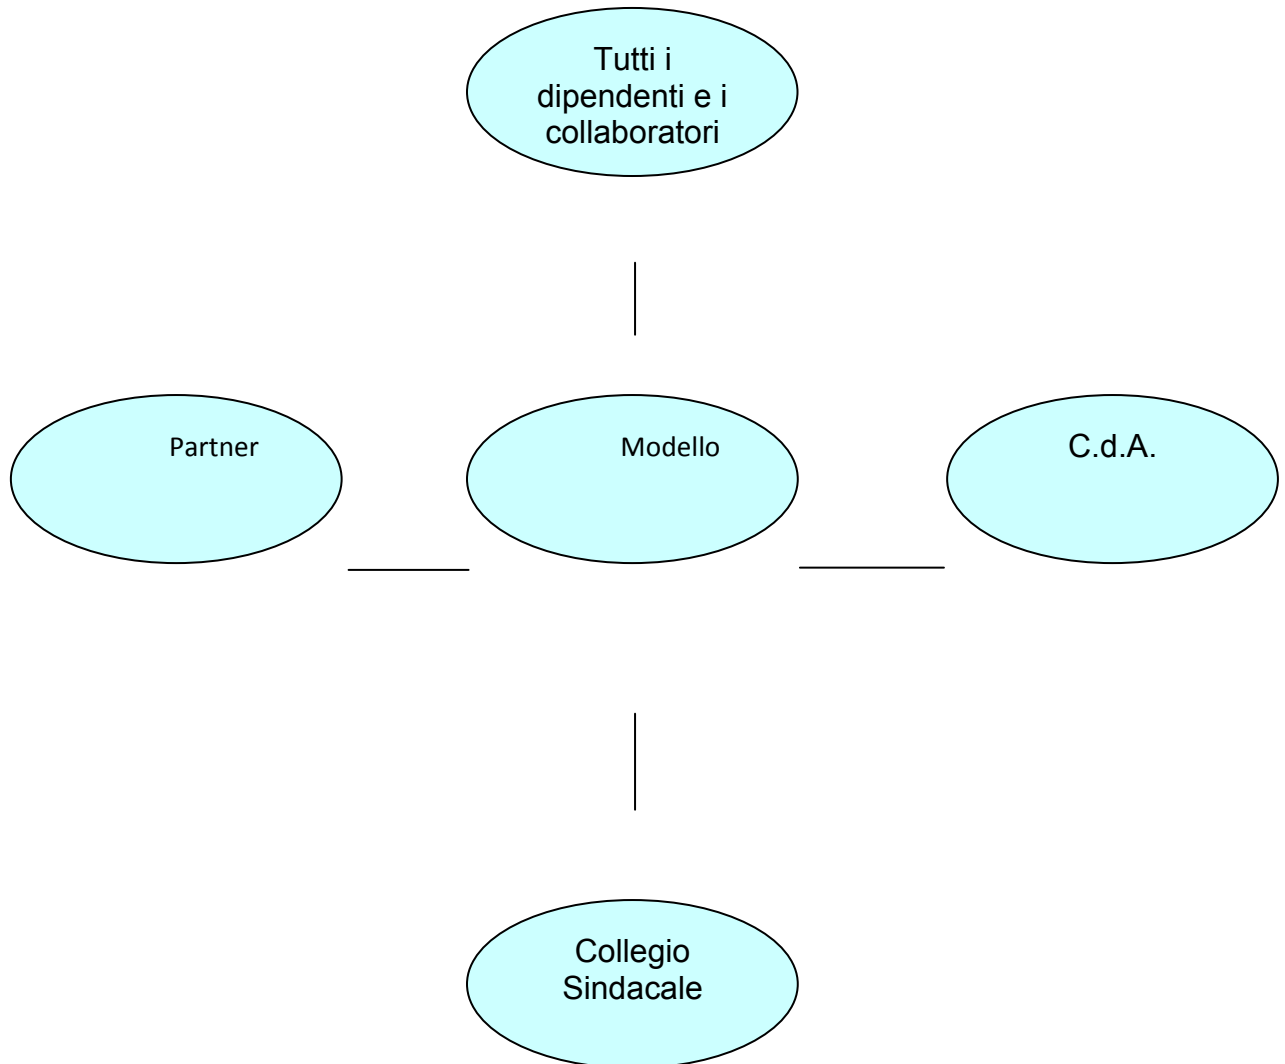 Tutti i
dipendenti e i
collaboratori
Partner
Modello
C.d.A.
Collegio
Sindacale